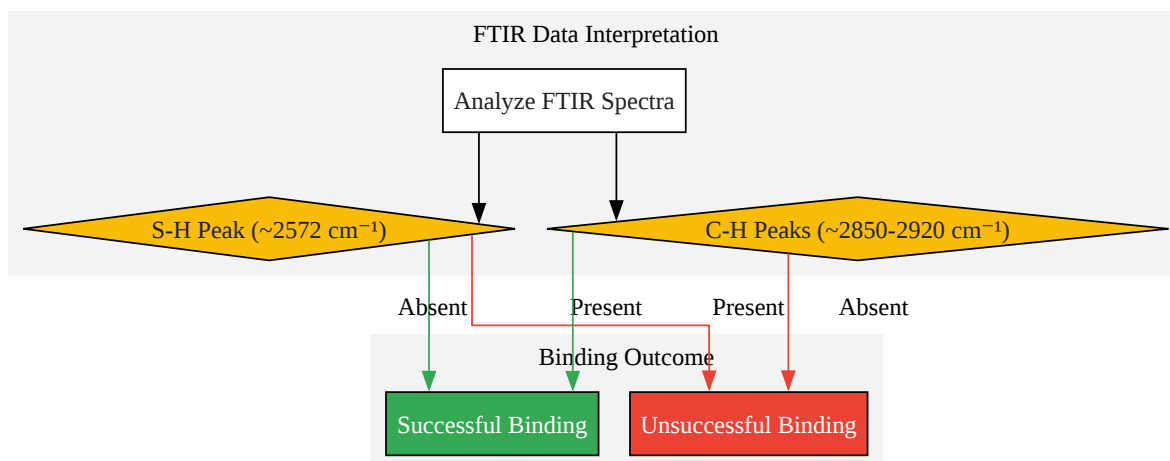 FTIR Data Interpretation
Analyze FTIR Spectra
S-H Peak (~2572 cm⁻¹)
C-H Peaks (~2850-2920 cm⁻¹)
Absent
Present
Present
Absent
Binding Outcome
Successful Binding
Unsuccessful Binding